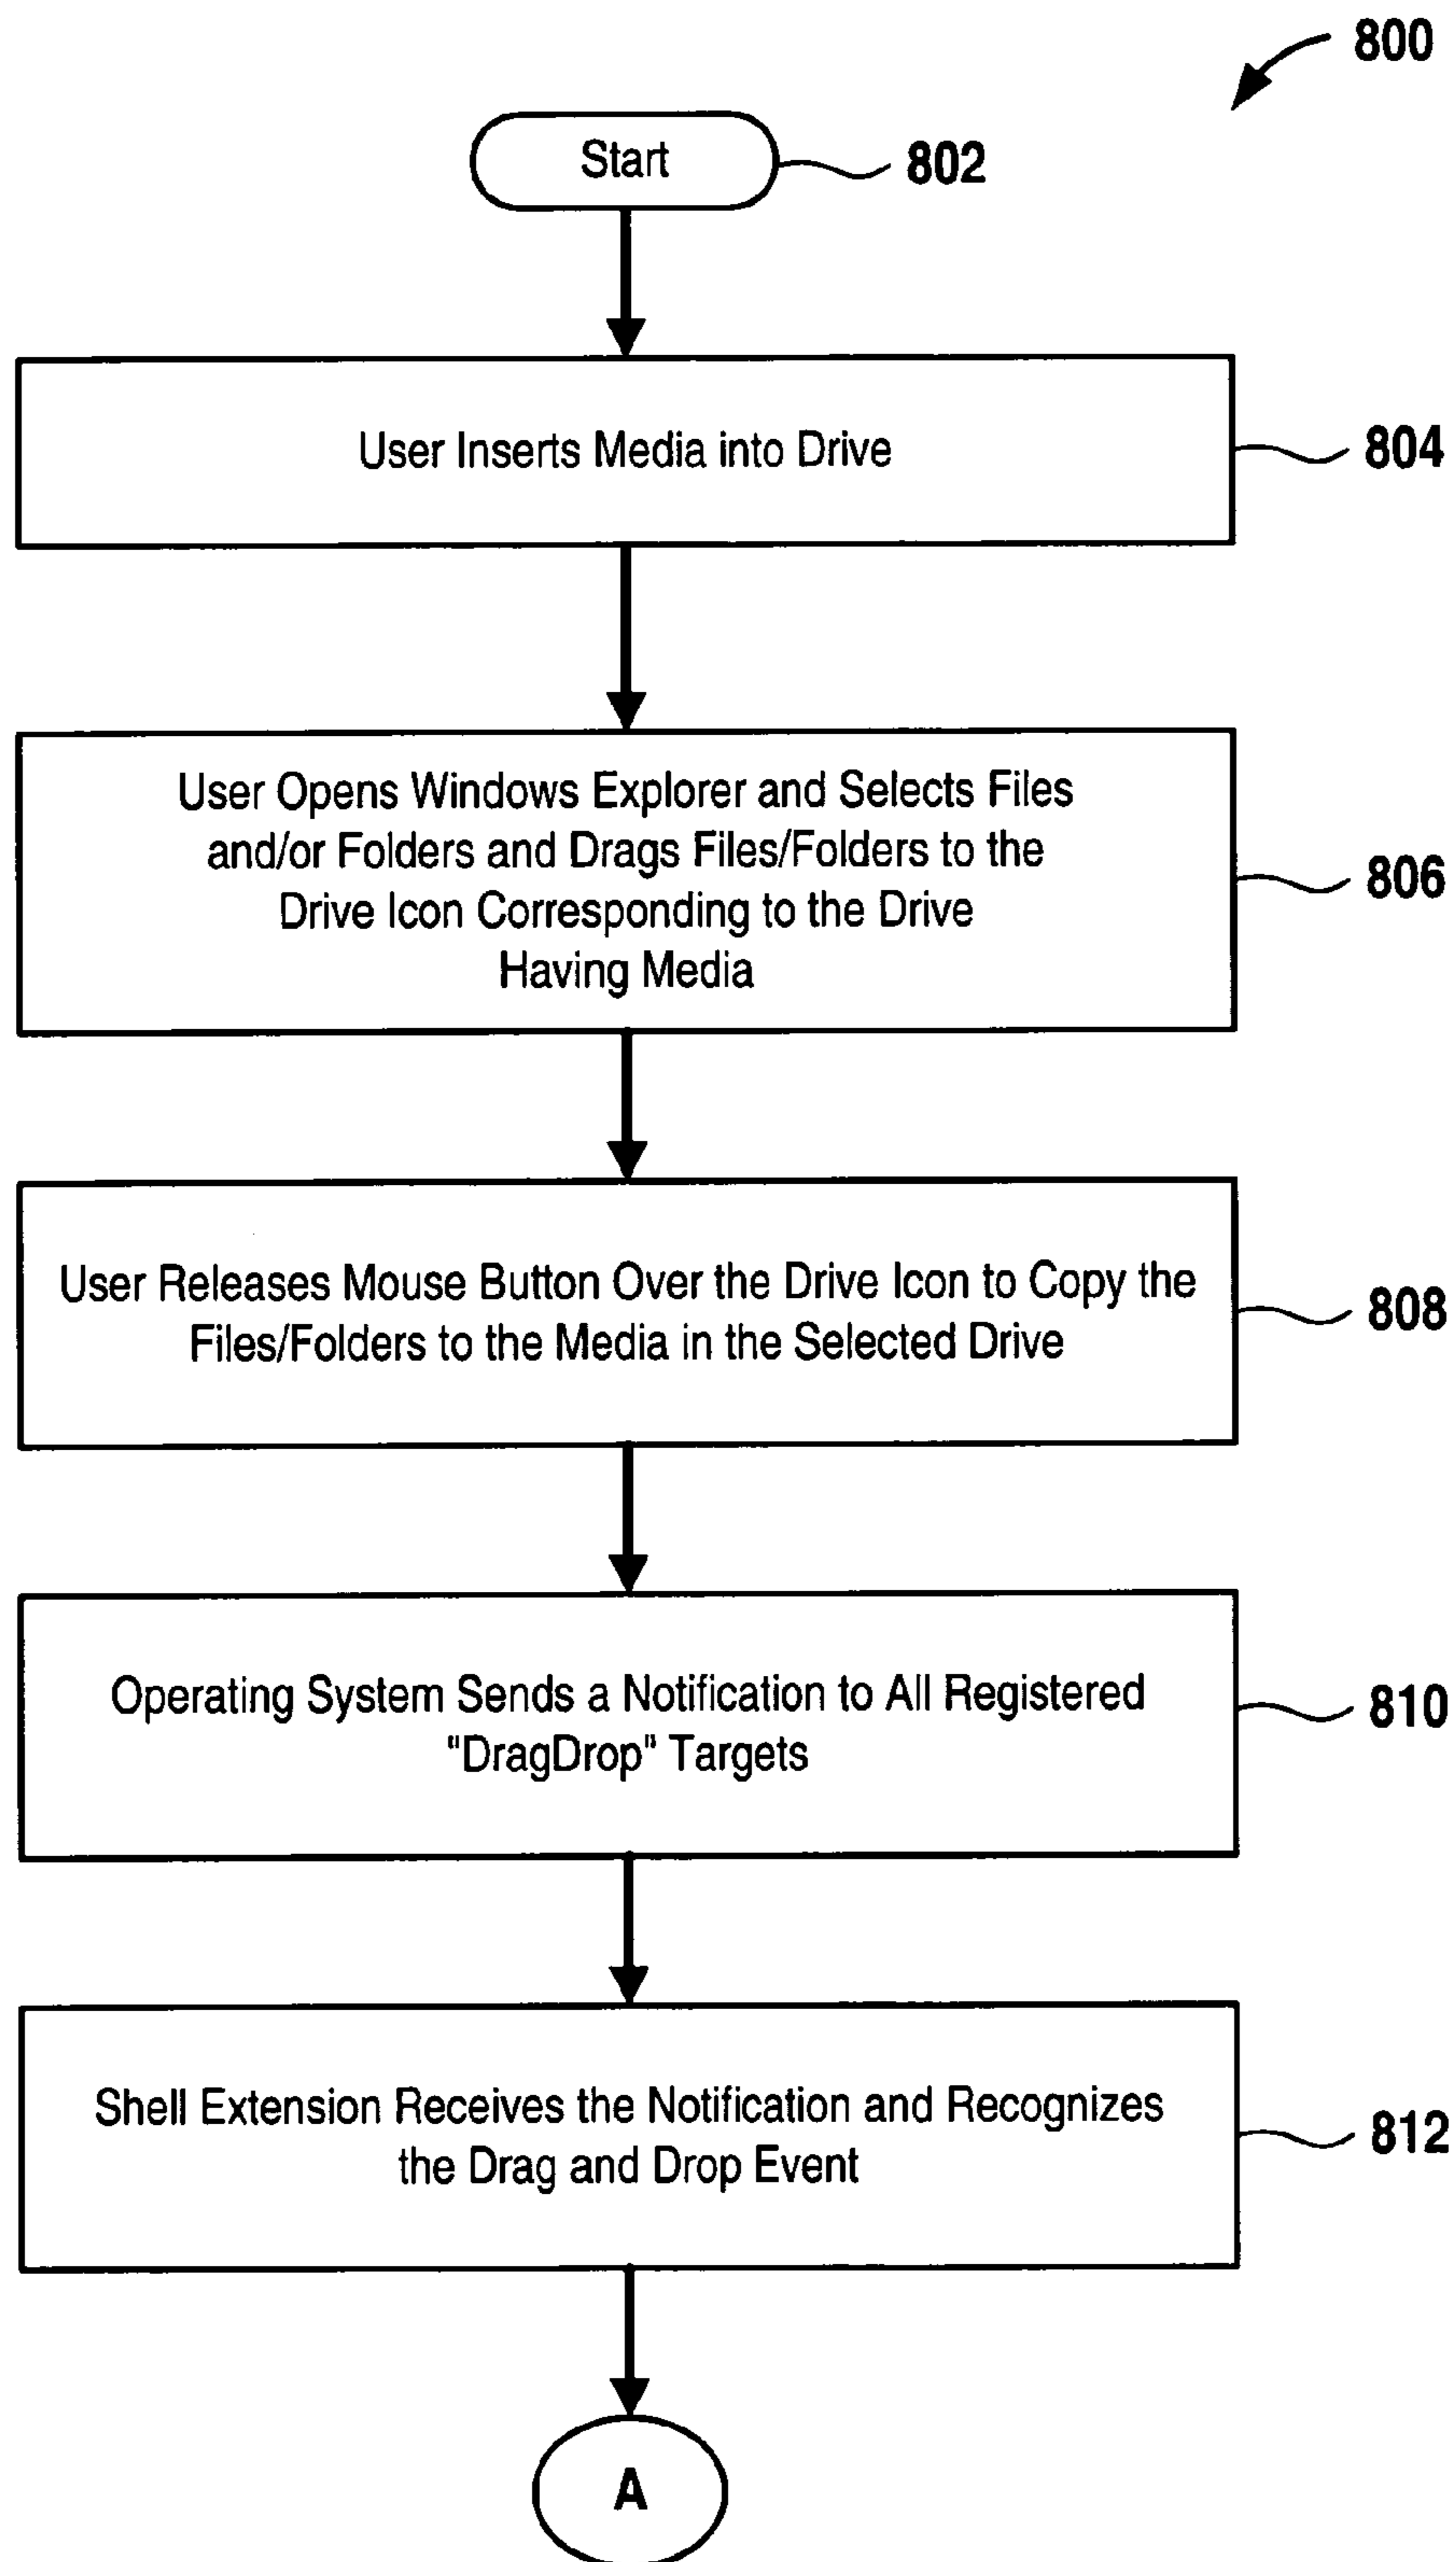 800
Start
802
User Inserts Media into Drive
804
User Opens Windows Explorer and Selects Files
and/or Folders and Drags Files/Folders to the
Drive Icon Corresponding to the Drive
Having Media
806
User Releases Mouse Button Over the Drive Icon to Copy the
Files/Folders to the Media in the Selected Drive
808
Operating System Sends a Notification to All Registered
"DragDrop" Targets
810
Shell Extension Receives the Notification and Recognizes
the Drag and Drop Event
812
A